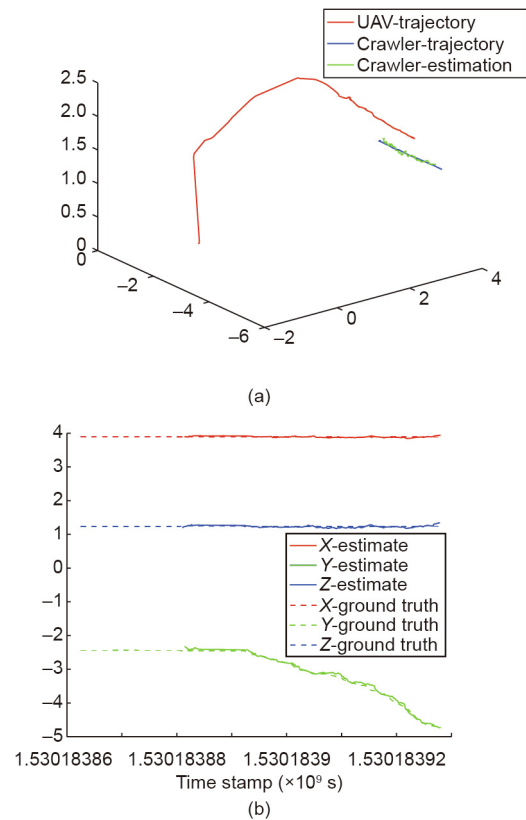 UAV-trajectory
Crawler-trajectory
Crawler-estimation
2.5
2.0
1.5
1.0
0.5
0
0
–2
–4
–6
–2
0
2
4
(a)
4
3
2
1
0
–1
–2
–3
–4
–5
X-estimate
Y-estimate
Z-estimate
X-ground truth
Y-ground truth
Z-ground truth
1.53018386 1.53018388 1.53018839 1.530183392
Time stamp (×10⁹ s)
(b)